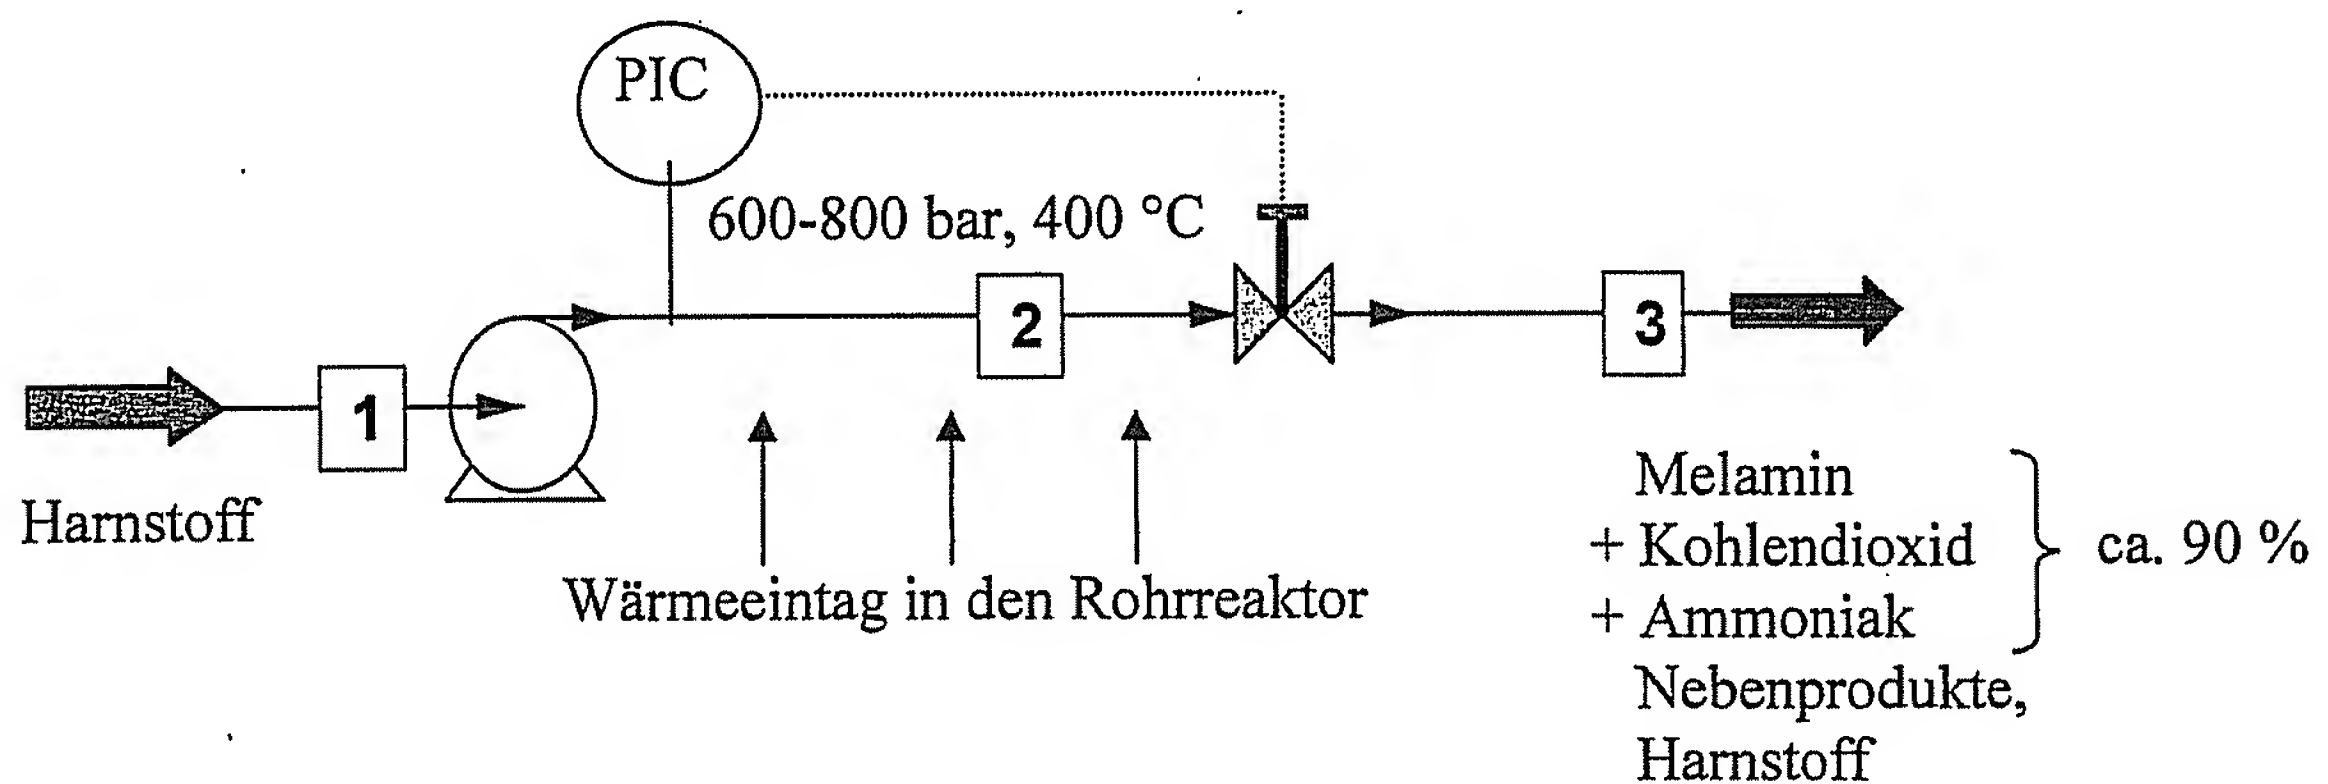 PIC
600-800 bar, 400 °C
1
2
3
Harnstoff
Wärmeeintag in den Rohrreaktor
Melamin
+ Kohlendioxid
+ Ammoniak
ca. 90 %
Nebenprodukte,
Harnstoff